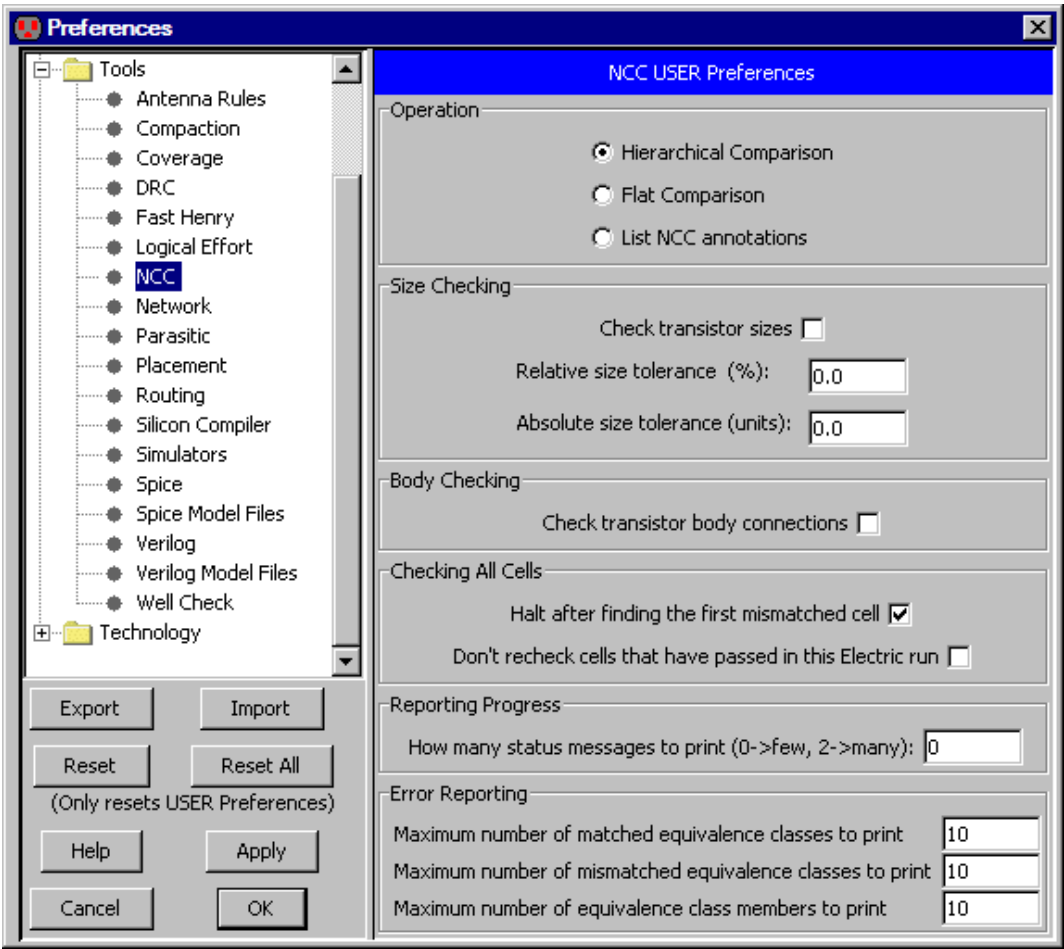 Preferences
Tools
Antenna Rules
Compaction
Coverage
DRC
Fast Henry
Logical Effort
NCC
Network
Parasitic
Placement
Routing
Silicon Compiler
Simulators
Spice
Spice Model Files
Verilog
Verilog Model Files
Well Check
Technology
Export
Import
Reset
Reset All
(Only resets USER Preferences)
Help
Apply
Cancel
OK
NCC USER Preferences
Operation
Hierarchical Comparison
Flat Comparison
List NCC annotations
Size Checking
Check transistor sizes
Relative size tolerance (%): 0.0
Absolute size tolerance (units): 0.0
Body Checking
Check transistor body connections
Checking All Cells
Halt after finding the first mismatched cell
Don't recheck cells that have passed in this Electric run
Reporting Progress
How many status messages to print (0->few, 2->many): 0
Error Reporting
Maximum number of matched equivalence classes to print 10
Maximum number of mismatched equivalence classes to print 10
Maximum number of equivalence class members to print 10